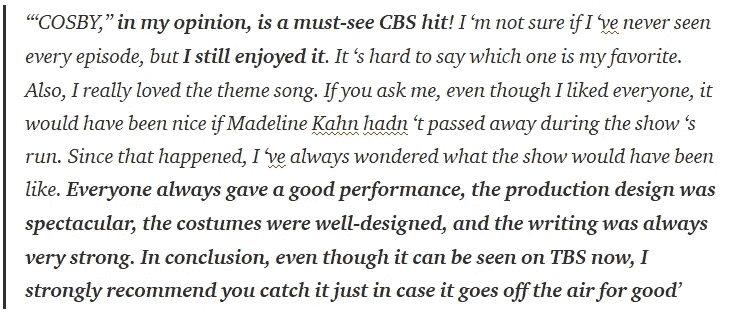 “‘COSBY,” in my opinion, is a must-see CBS hit! I ‘m not sure if I ‘ve never seen
every episode, but I still enjoyed it. It ‘s hard to say which one is my favorite.
Also, I really loved the theme song. If you ask me, even though I liked everyone, it
would have been nice if Madeline Kahn hadn ‘t passed away during the show ‘s
run. Since that happened, I ‘ve always wondered what the show would have been
like. Everyone always gave a good performance, the production design was
spectacular, the costumes were well-designed, and the writing was always
very strong. In conclusion, even though it can be seen on TBS now, I
strongly recommend you catch it just in case it goes off the air for good’